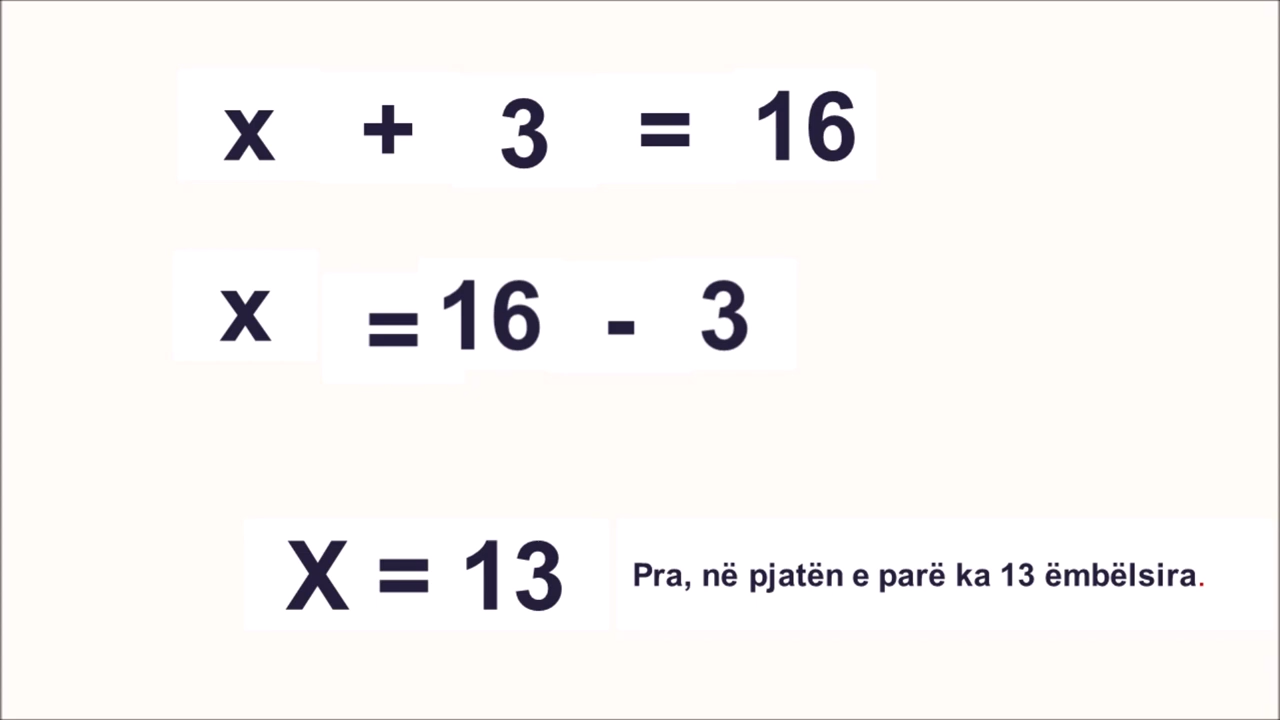 x + 3 = 16
x = 16 - 3
X = 13 Pra, në pjatën e parë ka 13 ëmbëlsira.